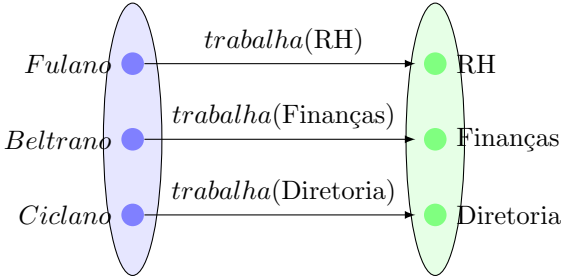 trabalha(RH)
Fulano RH
trabalha(Finanças)
Beltrano Finanças
trabalha(Diretoria)
Ciclano Diretoria